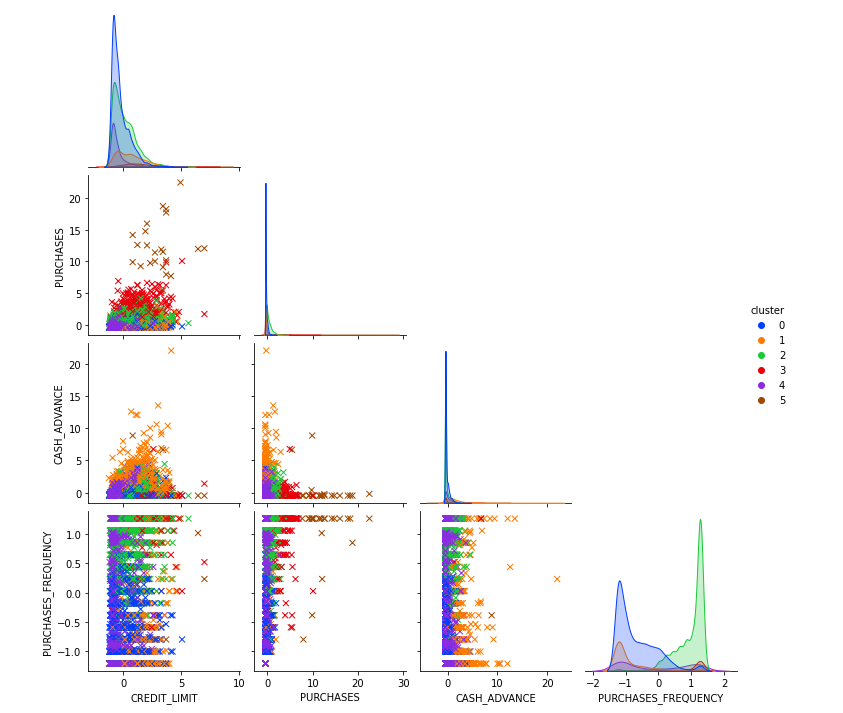 PURCHASES
20
15
10
5
0
CASH_ADVANCE
20
15
10
5
0
PURCHASES_FREQUENCY
1.0
0.5
0.0
−0.5
−1.0
0 5 10
CREDIT_LIMIT
0 10 20 30
PURCHASES
0 20
CASH_ADVANCE
−2 −1 0 1 2
PURCHASES_FREQUENCY
cluster
0
1
2
3
4
5